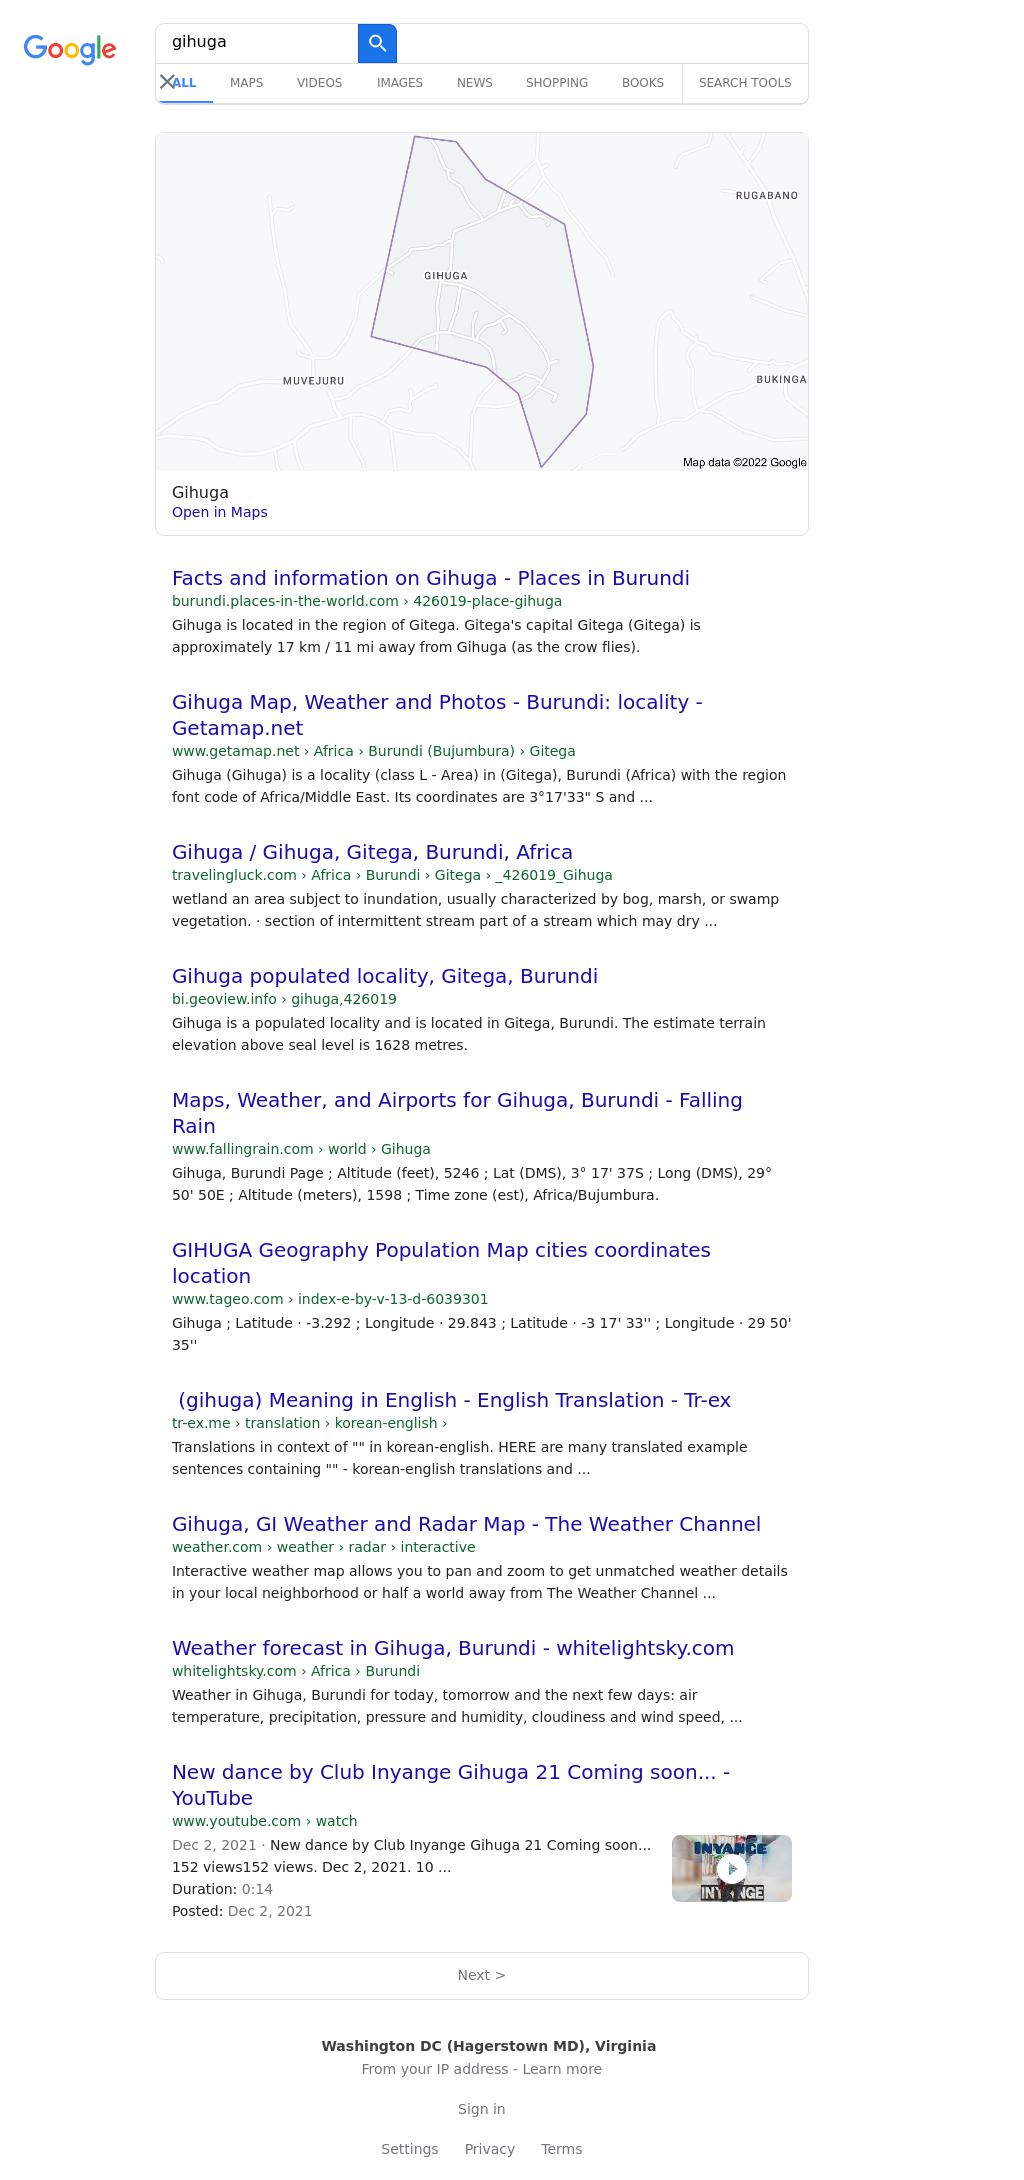 Google
gihuga
ALL MAPS VIDEOS IMAGES NEWS SHOPPING BOOKS SEARCH TOOLS
RUGABANO
GIHUGA
MUVEJURU
BUKINGA
Map data ©2022 Google
Gihuga
Open in Maps
Facts and information on Gihuga - Places in Burundi
burundi.places-in-the-world.com › 426019-place-gihuga
Gihuga is located in the region of Gitega. Gitega's capital Gitega (Gitega) is
approximately 17 km / 11 mi away from Gihuga (as the crow flies).
Gihuga Map, Weather and Photos - Burundi: locality -
Getamap.net
www.getamap.net › Africa › Burundi (Bujumbura) › Gitega
Gihuga (Gihuga) is a locality (class L - Area) in (Gitega), Burundi (Africa) with the region
font code of Africa/Middle East. Its coordinates are 3°17'33" S and ...
Gihuga / Gihuga, Gitega, Burundi, Africa
travelingluck.com › Africa › Burundi › Gitega › _426019_Gihuga
wetland an area subject to inundation, usually characterized by bog, marsh, or swamp
vegetation. · section of intermittent stream part of a stream which may dry ...
Gihuga populated locality, Gitega, Burundi
bi.geoview.info › gihuga,426019
Gihuga is a populated locality and is located in Gitega, Burundi. The estimate terrain
elevation above seal level is 1628 metres.
Maps, Weather, and Airports for Gihuga, Burundi - Falling
Rain
www.fallingrain.com › world › Gihuga
Gihuga, Burundi Page ; Altitude (feet), 5246 ; Lat (DMS), 3° 17' 37S ; Long (DMS), 29°
50' 50E ; Altitude (meters), 1598 ; Time zone (est), Africa/Bujumbura.
GIHUGA Geography Population Map cities coordinates
location
www.tageo.com › index-e-by-v-13-d-6039301
Gihuga ; Latitude · -3.292 ; Longitude · 29.843 ; Latitude · -3 17' 33'' ; Longitude · 29 50'
35''
(gihuga) Meaning in English - English Translation - Tr-ex
tr-ex.me › translation › korean-english ›
Translations in context of "" in korean-english. HERE are many translated example
sentences containing "" - korean-english translations and ...
Gihuga, GI Weather and Radar Map - The Weather Channel
weather.com › weather › radar › interactive
Interactive weather map allows you to pan and zoom to get unmatched weather details
in your local neighborhood or half a world away from The Weather Channel ...
Weather forecast in Gihuga, Burundi - whitelightsky.com
whitelightsky.com › Africa › Burundi
Weather in Gihuga, Burundi for today, tomorrow and the next few days: air
temperature, precipitation, pressure and humidity, cloudiness and wind speed, ...
New dance by Club Inyange Gihuga 21 Coming soon... -
YouTube
www.youtube.com › watch
Dec 2, 2021 · New dance by Club Inyange Gihuga 21 Coming soon...
152 views152 views. Dec 2, 2021. 10 ...
Duration: 0:14
Posted: Dec 2, 2021
INYANGE
Next >
Washington DC (Hagerstown MD), Virginia
From your IP address - Learn more
Sign in
Settings Privacy Terms